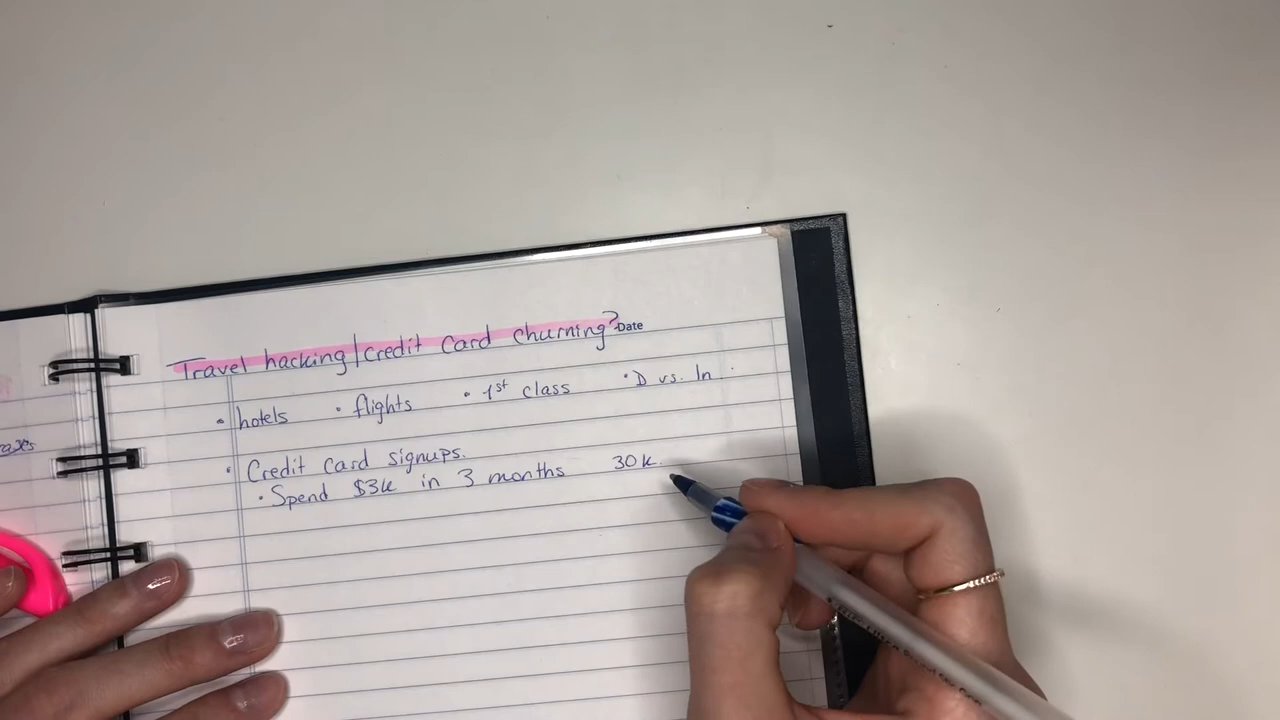 Travel hacking/credit card churning?
Date
• hotels • flights • 1st class • D vs. In
• Credit card signups.
• Spend $3k in 3 months 30k